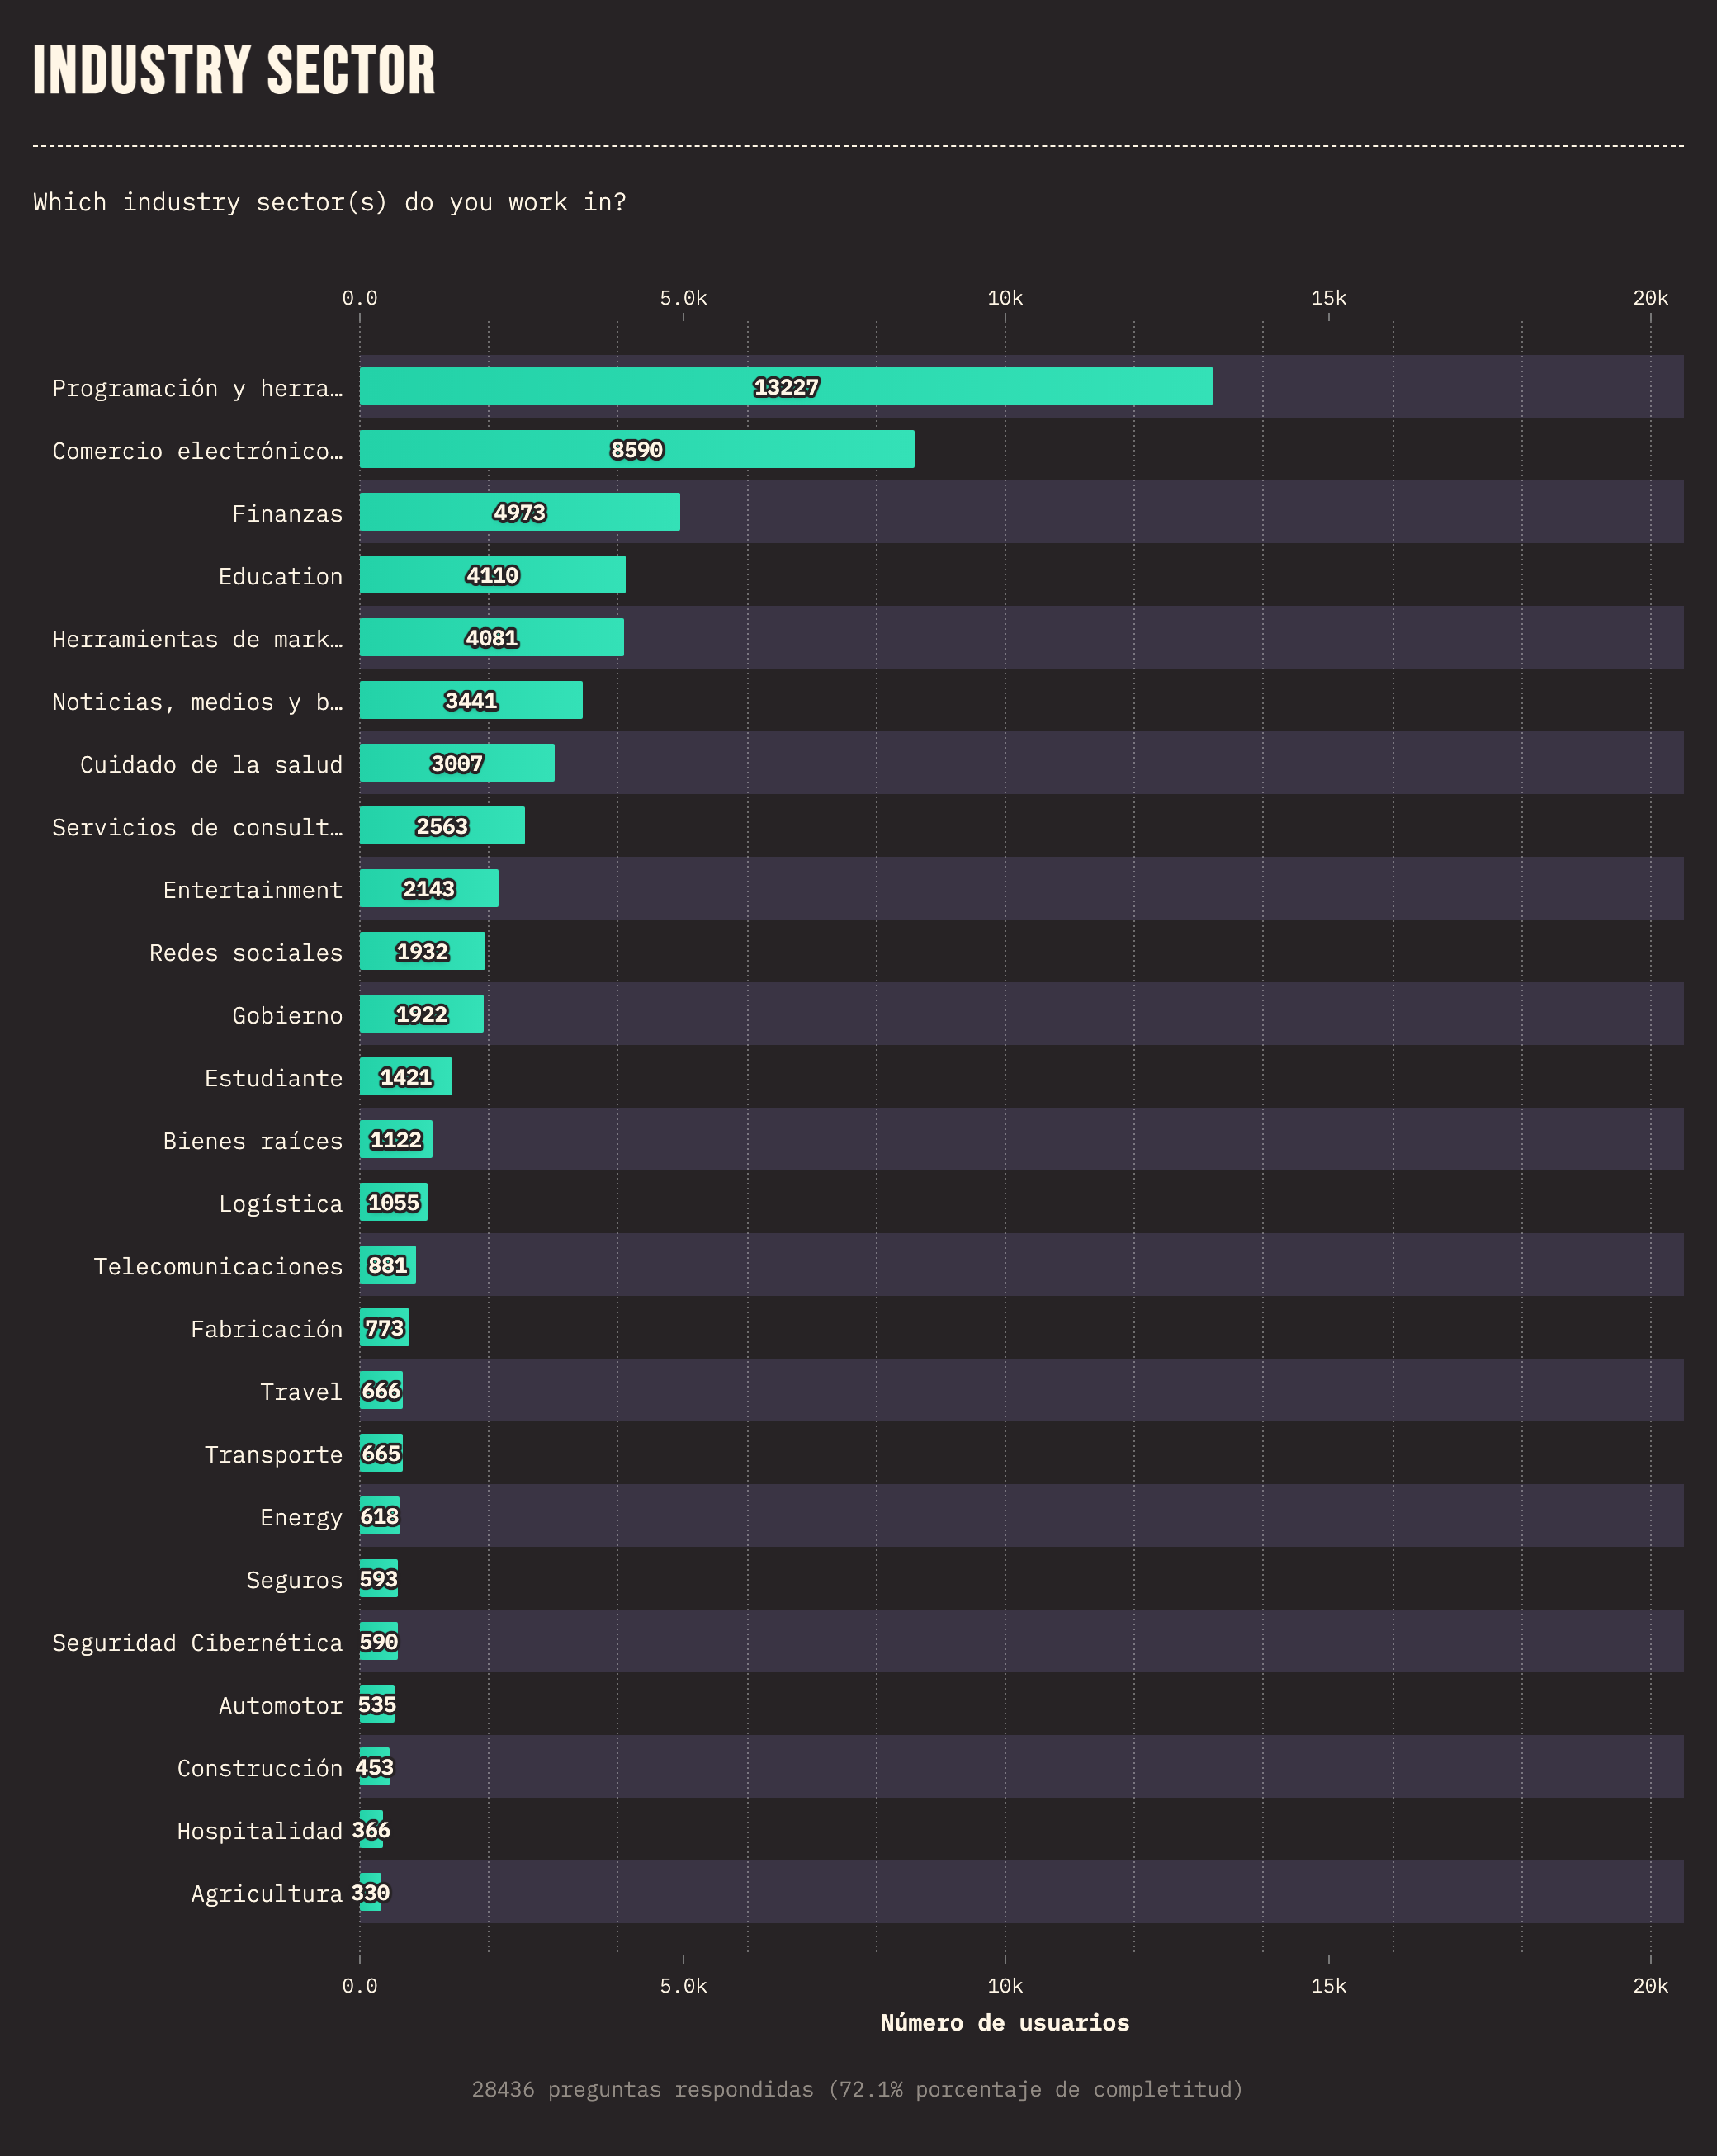 INDUSTRY SECTOR
Which industry sector(s) do you work in?
0.0 5.0k 10k 15k 20k
Programación y herra… 13227
Comercio electrónico… 8590
Finanzas 4973
Education 4110
Herramientas de mark… 4081
Noticias, medios y b… 3441
Cuidado de la salud 3007
Servicios de consult… 2563
Entertainment 2143
Redes sociales 1932
Gobierno 1922
Estudiante 1421
Bienes raíces 1122
Logística 1055
Telecomunicaciones 881
Fabricación 773
Travel 666
Transporte 665
Energy 618
Seguros 593
Seguridad Cibernética 590
Automotor 535
Construcción 453
Hospitalidad 366
Agricultura 330
0.0 5.0k 10k 15k 20k
Número de usuarios
28436 preguntas respondidas (72.1% porcentaje de completitud)